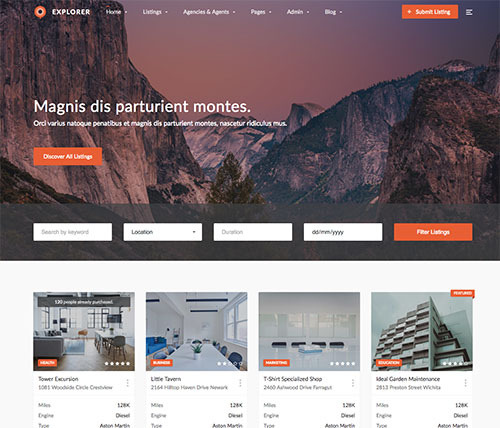 EXPLORER
Home Listings Agencies & Agents Pages Admin Blog
+ Submit Listing
Magnis dis parturient montes.
Orci varius natoque penatibus et magnis dis parturient montes, nascetur ridiculus mus.
Discover All Listings
Search by keyword Location Duration dd/mm/yyyy Filter Listings
FEATURED
120 people already purchased.
HEALTH BUSINESS MARKETING EDUCATION
Tower Excursion
1081 Woodside Circle Crestview
Miles 128K
Engine Diesel
Type Aston Martin
Little Tavern
2164 Hilltop Haven Drive Newark
Miles 128K
Engine Diesel
Type Aston Martin
T-Shirt Specialized Shop
2460 Ashwood Drive Farragut
Miles 128K
Engine Diesel
Type Aston Martin
Ideal Garden Maintenance
2813 Preston Street Wichita
Miles 128K
Engine Diesel
Type Aston Martin